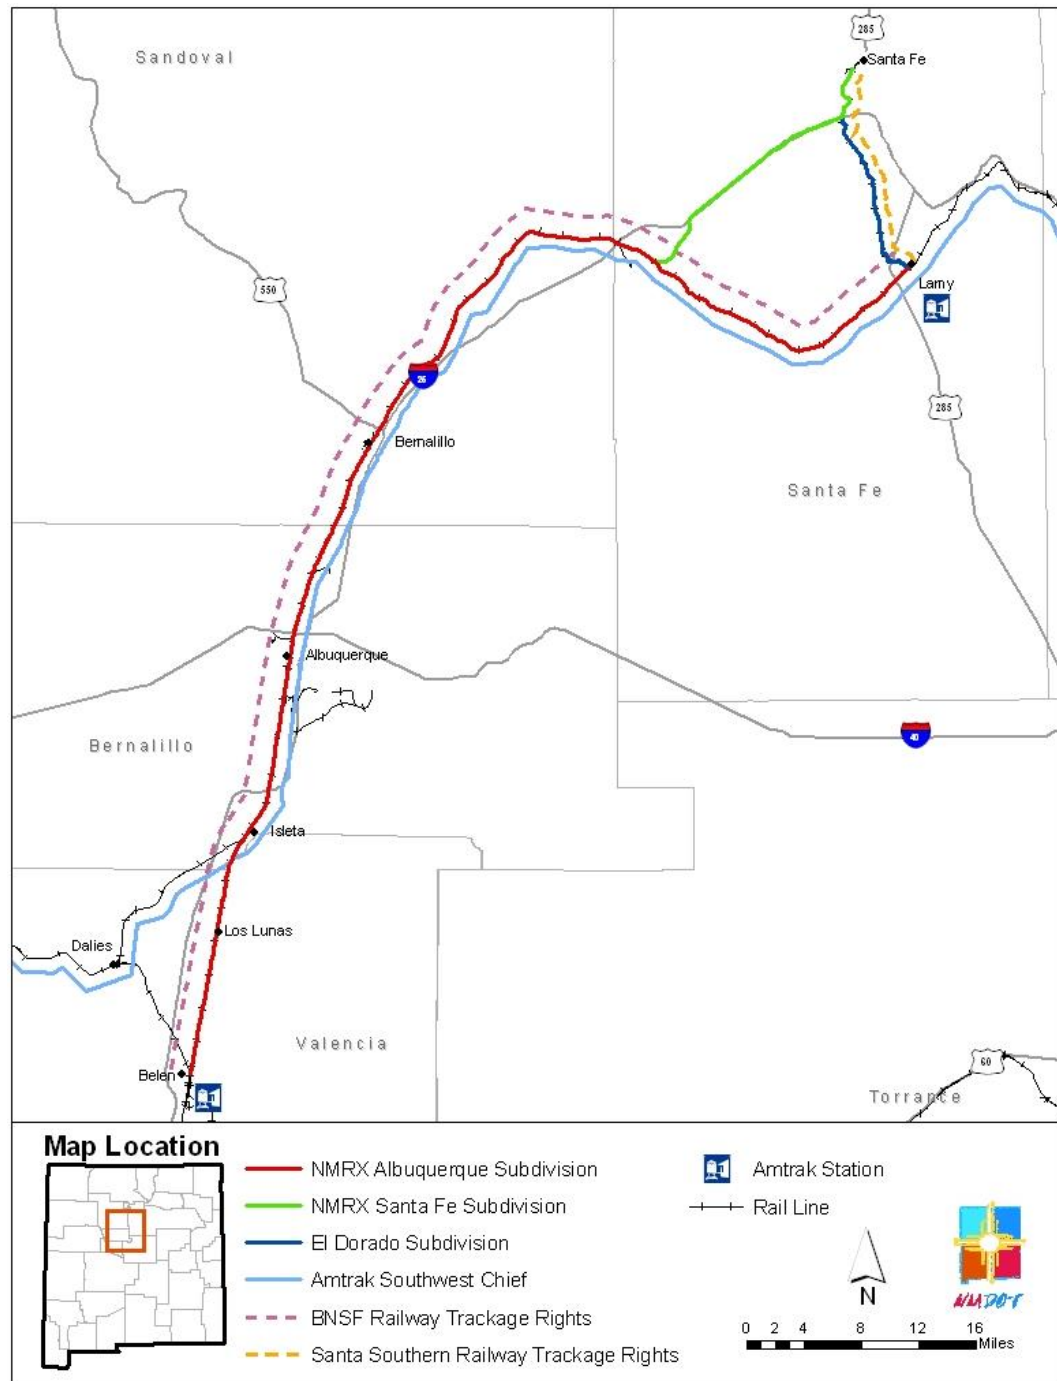 285
Santa Fe
Sandoval
Lamy
550
25
285
Bernalillo
Santa Fe
Albuquerque
Bernalillo
40
Isleta
Los Lunas
Dalies
Valencia
Belen
60
Torrance
Map Location
NMRX Albuquerque Subdivision
NMRX Santa Fe Subdivision
El Dorado Subdivision
Amtrak Southwest Chief
BNSF Railway Trackage Rights
Santa Southern Railway Trackage Rights
Amtrak Station
Rail Line
N
NMDOT
0 2 4 8 12 16
Miles